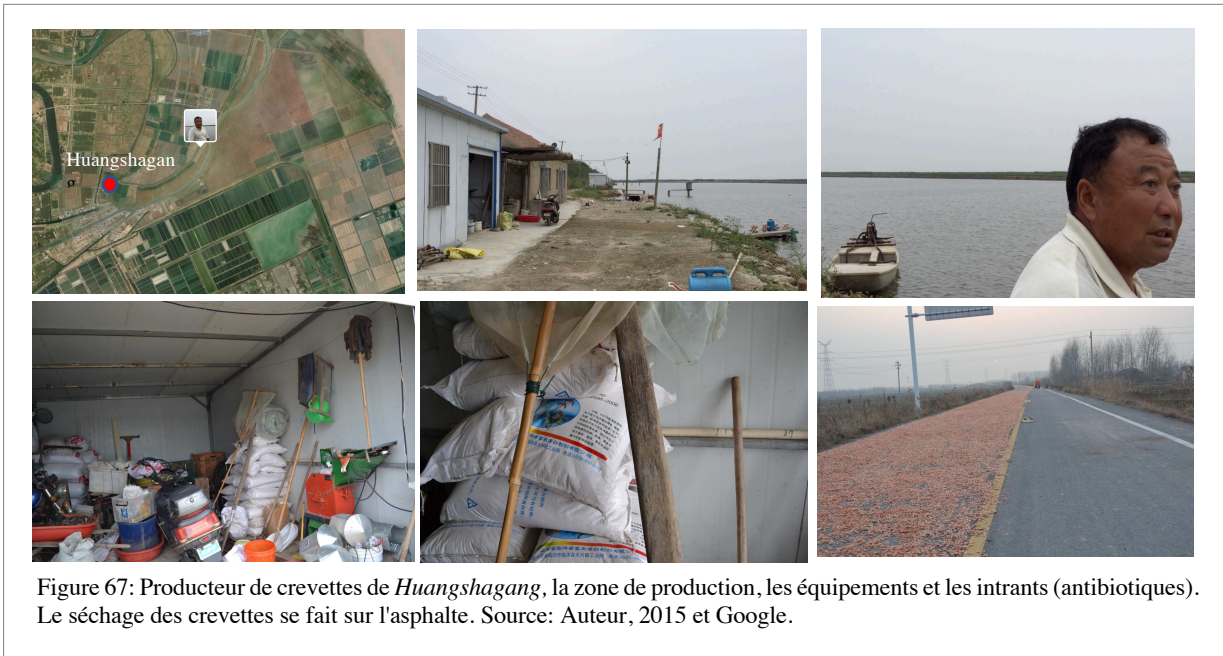 Huangshagan
Figure 67: Producteur de crevettes de Huangshagang, la zone de production, les équipements et les intrants (antibiotiques).
Le séchage des crevettes se fait sur l'asphalte. Source: Auteur, 2015 et Google.